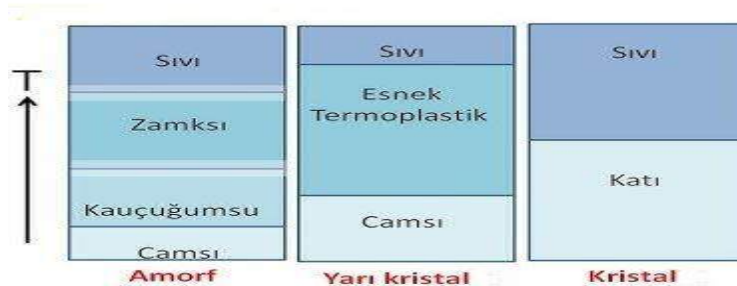 T
Sıvı
Zamksı
Kauçuğumsu
Camsı
Amorf
Sıvı
Esnek
Termoplastik
Camsı
Yarı kristal
Sıvı
Katı
Kristal